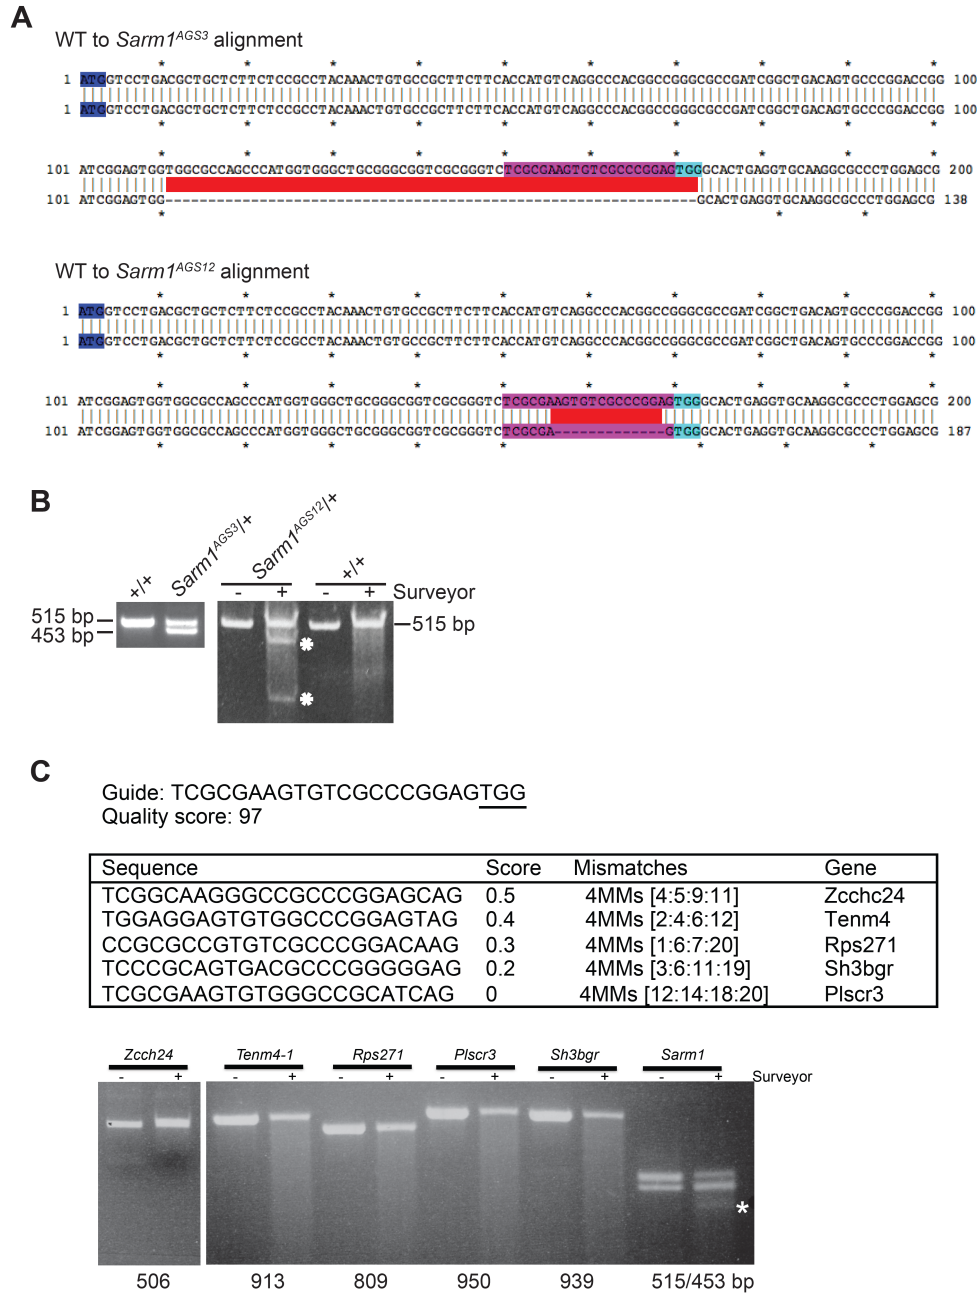 A
WT to Sarm1AGS3 alignment
* * * * * * * * * *
1 ATGGTCCTGACGCTGCTCTTCTCCGCCTACAAACTGTGCCGCTTCTTCACCATGTCAGGCCCACGGCCGGGCGCCGATCGGCTGACAGTGCCCGGACCGG 100
1 ATGGTCCTGACGCTGCTCTTCTCCGCCTACAAACTGTGCCGCTTCTTCACCATGTCAGGCCCACGGCCGGGCGCCGATCGGCTGACAGTGCCCGGACCGG 100
* * * * * * * * * *
* * * * * * * * * *
101 ATCGGAGTGGTGGCGCCAGCCCATGGTGGGCTGCGGGCGGTCGCGGGTCTCGCGAAGTGTCGCCCGGAGTGGGCACTGAGGTGCAAGGCGCCCTGGAGCG 200
101 ATCGGAGTGG--------------------------------------------------------------GCACTGAGGTGCAAGGCGCCCTGGAGCG 138
* * *
WT to Sarm1AGS12 alignment
* * * * * * * * * *
1 ATGGTCCTGACGCTGCTCTTCTCCGCCTACAAACTGTGCCGCTTCTTCACCATGTCAGGCCCACGGCCGGGCGCCGATCGGCTGACAGTGCCCGGACCGG 100
1 ATGGTCCTGACGCTGCTCTTCTCCGCCTACAAACTGTGCCGCTTCTTCACCATGTCAGGCCCACGGCCGGGCGCCGATCGGCTGACAGTGCCCGGACCGG 100
* * * * * * * * * *
* * * * * * * * * *
101 ATCGGAGTGGTGGCGCCAGCCCATGGTGGGCTGCGGGCGGTCGCGGGTCTCGCGAAGTGTCGCCCGGAGTGGGCACTGAGGTGCAAGGCGCCCTGGAGCG 200
101 ATCGGAGTGGTGGCGCCAGCCCATGGTGGGCTGCGGGCGGTCGCGGGTCTCGCGA-------------GTGGGCACTGAGGTGCAAGGCGCCCTGGAGCG 187
* * * * * * * *
B
+/+ Sarm1AGS3/+ Sarm1AGS12/+ +/+
- + - + Surveyor
515 bp
453 bp
515 bp
*
*
C
Guide: TCGCGAAGTGTCGCCCGGAGTGG
Quality score: 97
Sequence Score Mismatches Gene
TCGGCAAGGGCCGCCCGGAGCAG 0.5 4MMs [4:5:9:11] Zcchc24
TGGAGGAGTGTGGCCCGGAGTAG 0.4 4MMs [2:4:6:12] Tenm4
CCGCGCCGTGTCGCCCGGACAAG 0.3 4MMs [1:6:7:20] Rps271
TCCCGCAGTGACGCCCGGGGGAG 0.2 4MMs [3:6:11:19] Sh3bgr
TCGCGAAGTGTGGGCCGCATCAG 0 4MMs [12:14:18:20] Plscr3
Zcch24 Tenm4-1 Rps271 Plscr3 Sh3bgr Sarm1
- + - + - + - + - + - + Surveyor
*
506 913 809 950 939 515/453 bp